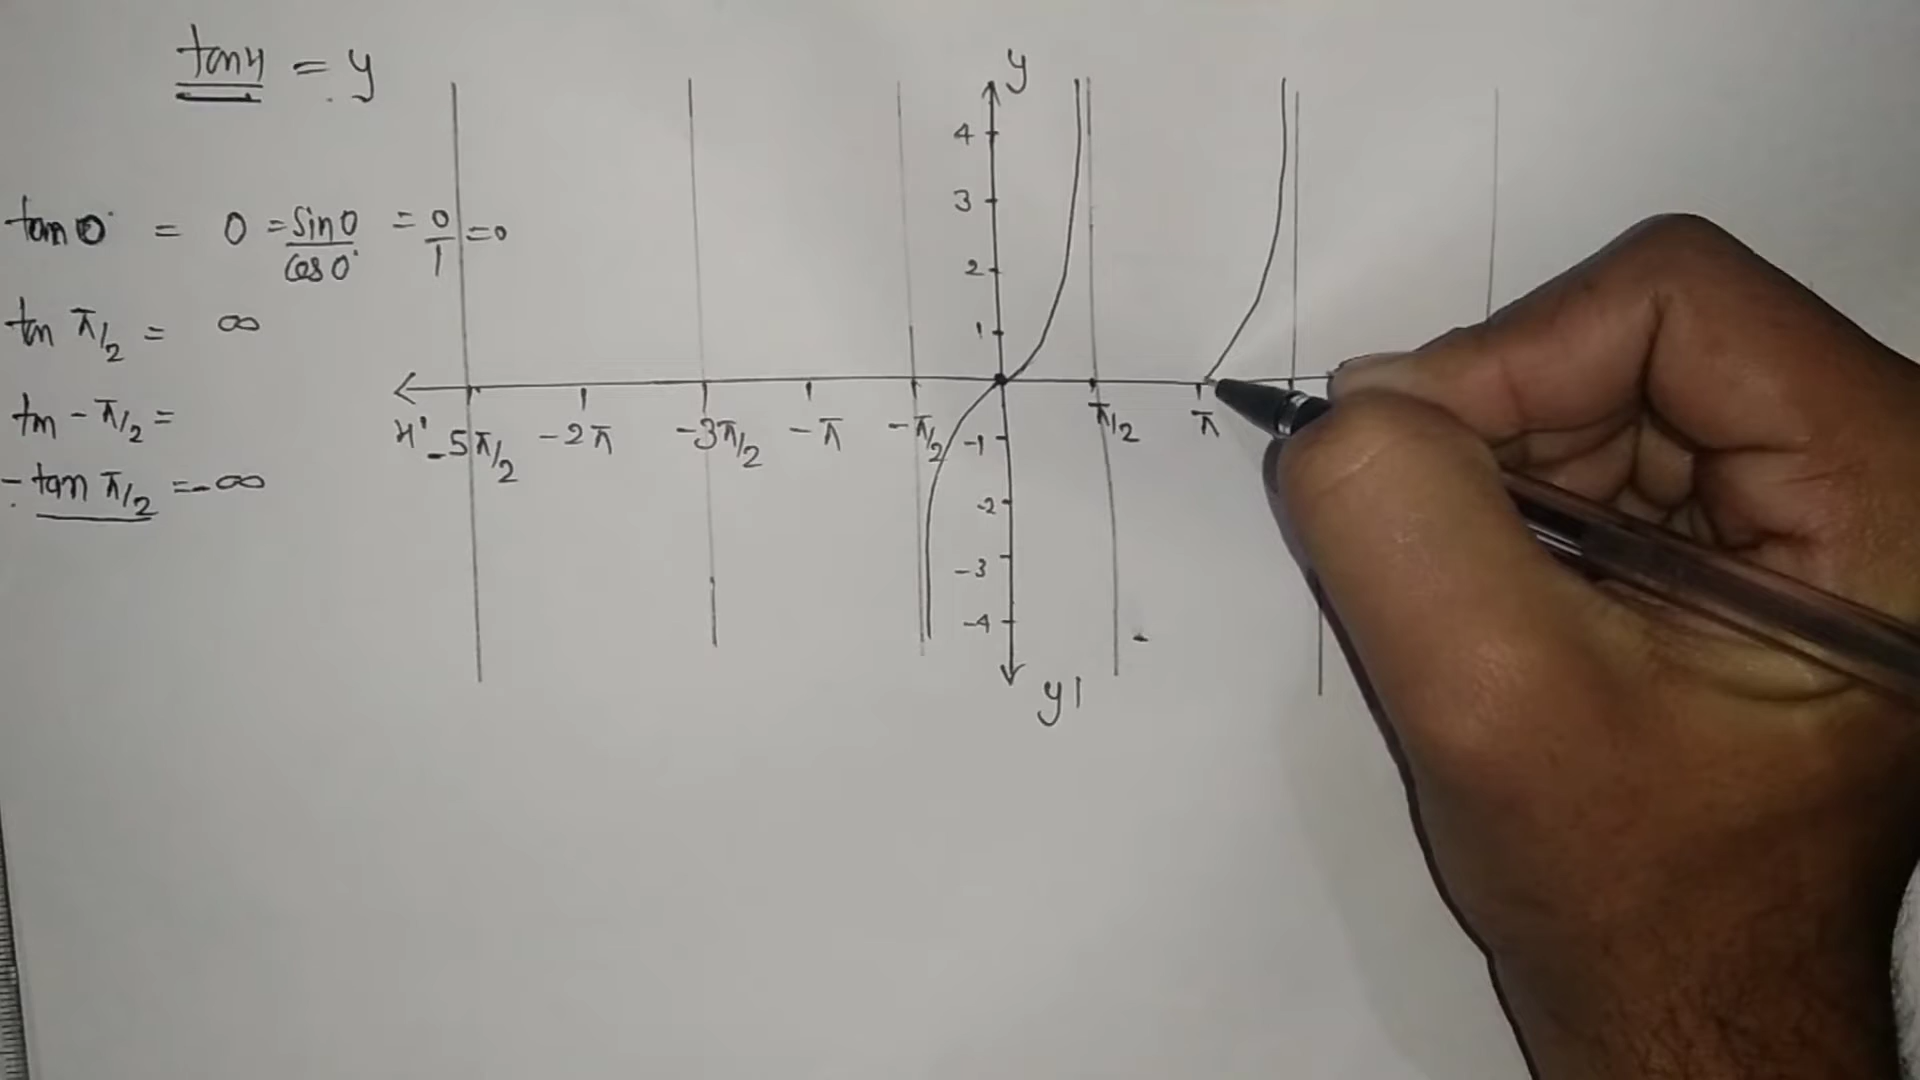 tan x = y
y
4
3
2
1
tan 0° = 0 = sin 0 / cos 0° = 0/1 = 0
tan π/2 = ∞
tan - π/2 =
- tan π/2 = - ∞
x' -5π/2 -2π -3π/2 -π -π/2 π/2 π
-1
-2
-3
-4
y'